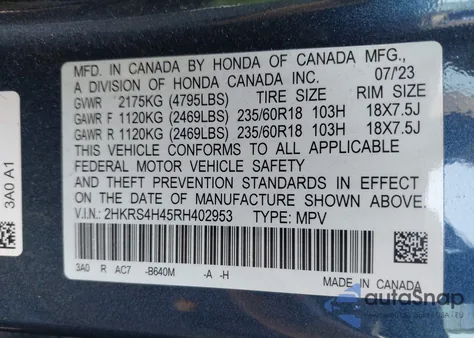 MFD. IN CANADA BY HONDA OF CANADA MFG.,
A DIVISION OF HONDA CANADA INC. 07/'23
GVWR 2175KG (4795LBS) TIRE SIZE RIM SIZE
GAWR F 1120KG (2469LBS) 235/60R18 103H 18X7.5J
GAWR R 1120KG (2469LBS) 235/60R18 103H 18X7.5J
THIS VEHICLE CONFORMS TO ALL APPLICABLE
FEDERAL MOTOR VEHICLE SAFETY
AND THEFT PREVENTION STANDARDS IN EFFECT
ON THE DATE OF MANUFACTURE SHOWN ABOVE.
V.I.N.: 2HKRS4H45RH402953 TYPE: MPV
3A0 R AC7 -B640M -A -H
MADE IN CANADA
3A0 A1
autoSnap